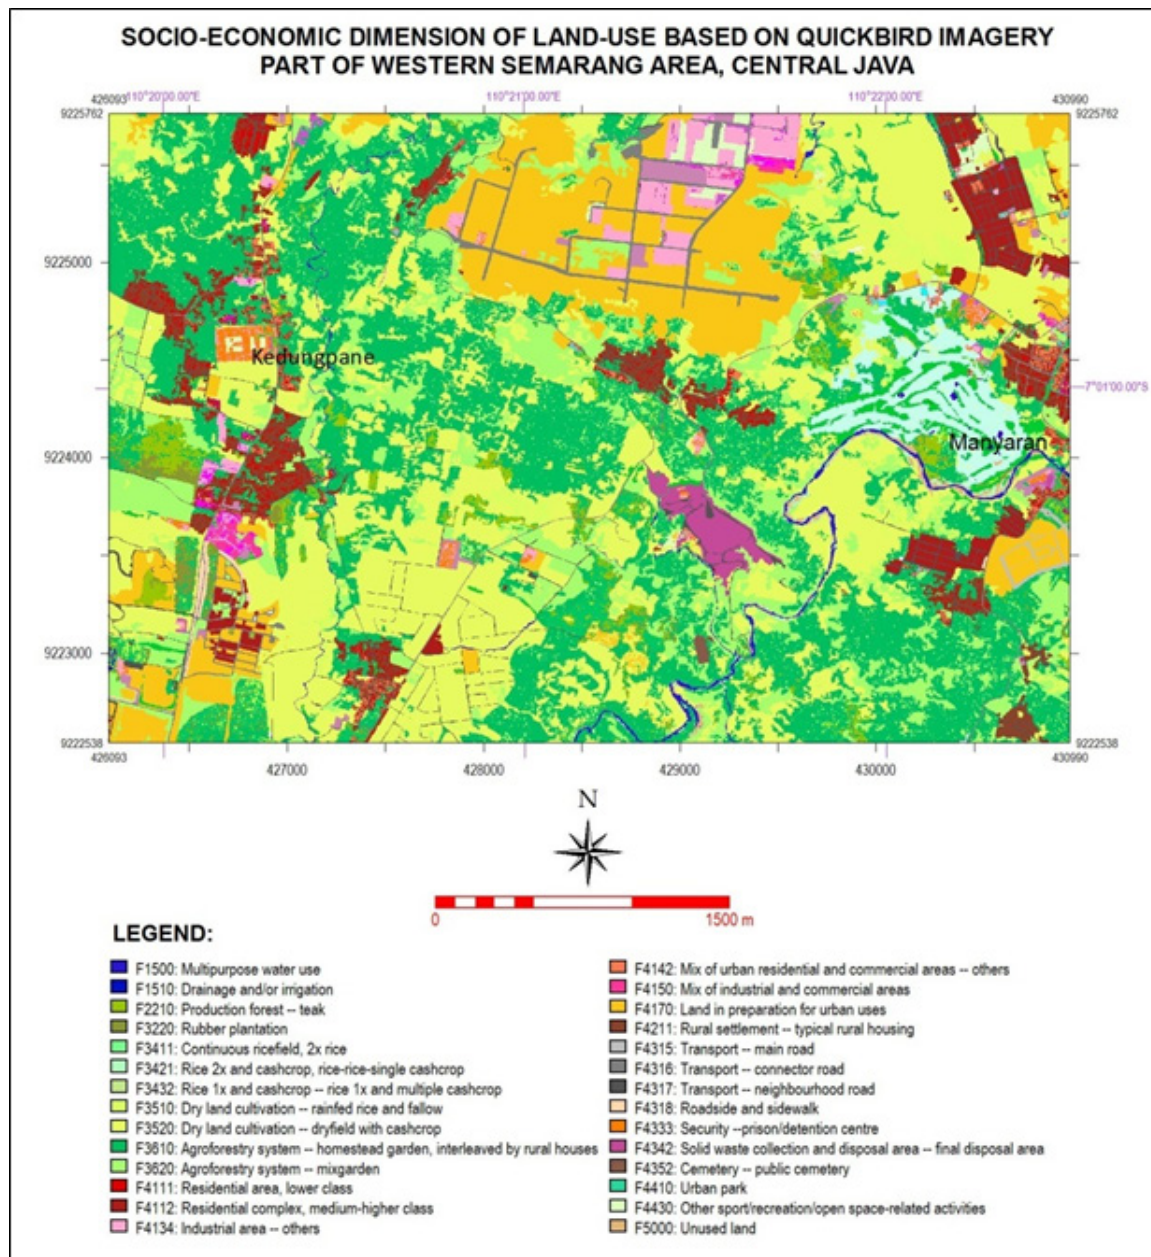 SOCIO-ECONOMIC DIMENSION OF LAND-USE BASED ON QUICKBIRD IMAGERY
PART OF WESTERN SEMARANG AREA, CENTRAL JAVA
426093 110°20'00.00"E 110°21'00.00"E 110°22'00.00"E 430990
9225762 9225762
9225000
Kedungpane
7°01'00.00"S
Manyaran
9224000
9223000
9222538 9222538
426093 427000 428000 429000 430000 430990
N
0 1500 m
LEGEND:
F1500: Multipurpose water use
F1510: Drainage and/or irrigation
F2210: Production forest -- teak
F3220: Rubber plantation
F3411: Continuous ricefield, 2x rice
F3421: Rice 2x and cashcrop, rice-rice-single cashcrop
F3432: Rice 1x and cashcrop -- rice 1x and multiple cashcrop
F3510: Dry land cultivation -- rainfed rice and fallow
F3520: Dry land cultivation -- dryfield with cashcrop
F3610: Agroforestry system -- homestead garden, interleaved by rural houses
F3620: Agroforestry system -- mixgarden
F4111: Residential area, lower class
F4112: Residential complex, medium-higher class
F4134: Industrial area -- others
F4142: Mix of urban residential and commercial areas -- others
F4150: Mix of industrial and commercial areas
F4170: Land in preparation for urban uses
F4211: Rural settlement -- typical rural housing
F4315: Transport -- main road
F4316: Transport -- connector road
F4317: Transport -- neighbourhood road
F4318: Roadside and sidewalk
F4333: Security --prison/detention centre
F4342: Solid waste collection and disposal area -- final disposal area
F4352: Cemetery -- public cemetery
F4410: Urban park
F4430: Other sport/recreation/open space-related activities
F5000: Unused land